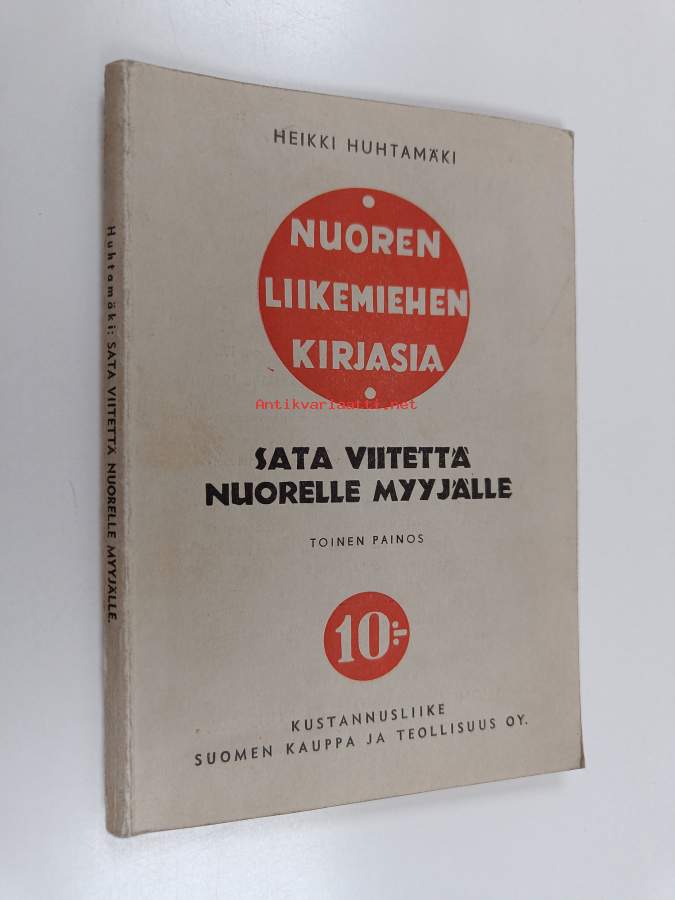 HEIKKI HUHTAMÄKI
NUOREN
LIIKEMIEHEN
KIRJASIA
Antikvariaatti.net
SATA VIITETTÄ
NUORELLE MYYJÄLLE
TOINEN PAINOS
10:-
KUSTANNUSLIIKE
SUOMEN KAUPPA JA TEOLLISUUS OY.
Huhtamäki: SATA VIITETTÄ NUORELLE MYYJÄLLE.